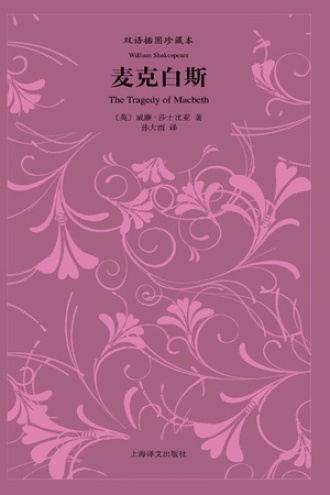 双语插图珍藏本
William Shakespeare
麦克白斯
The Tragedy of Macbeth
〔英〕威廉·莎士比亚 著
孙大雨 译
上海译文出版社